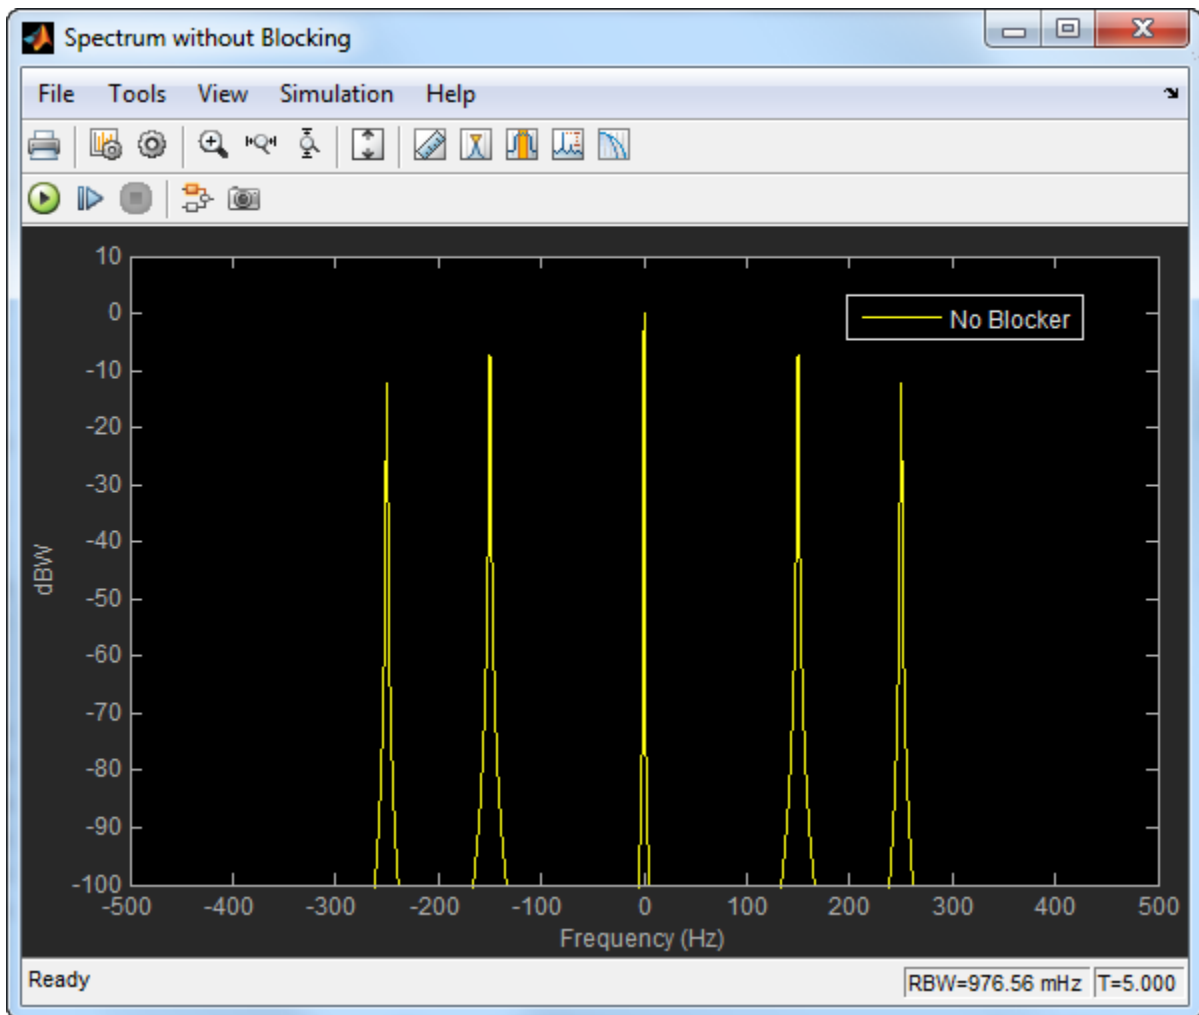 Spectrum without Blocking
File Tools View Simulation Help
10
0
-10
-20
-30
-40
-50
-60
-70
-80
-90
-100
dBW
No Blocker
-500 -400 -300 -200 -100 0 100 200 300 400 500
Frequency (Hz)
Ready RBW=976.56 mHz T=5.000